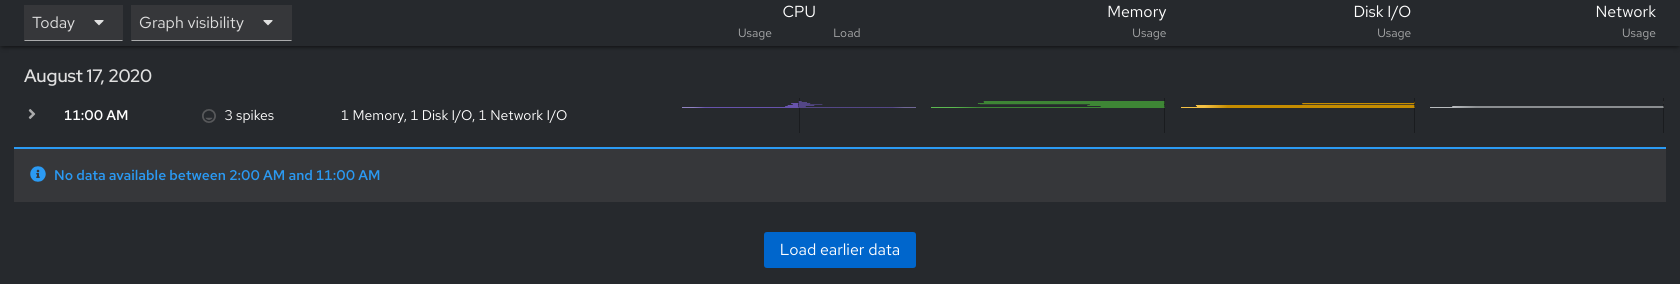 Today Graph visibility CPU Memory Disk I/O Network
Usage Load Usage Usage Usage
August 17, 2020
11:00 AM 3 spikes 1 Memory, 1 Disk I/O, 1 Network I/O
No data available between 2:00 AM and 11:00 AM
Load earlier data